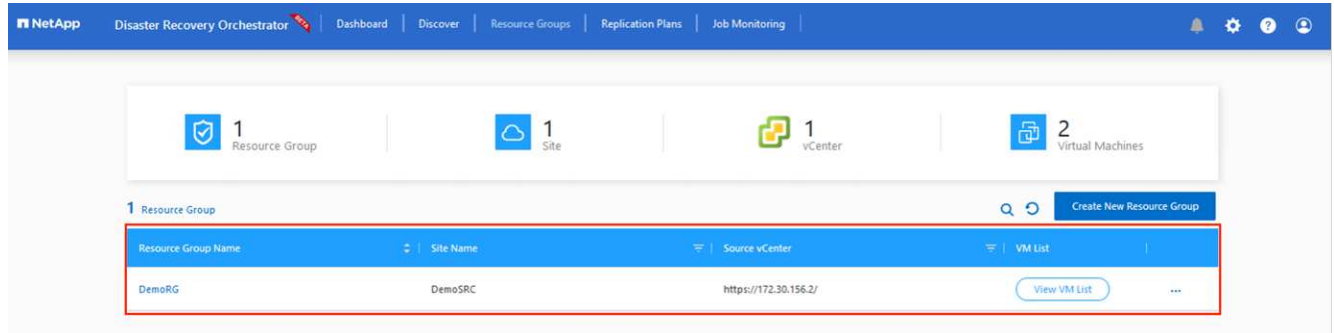 NetApp Disaster Recovery Orchestrator BETA Dashboard Discover Resource Groups Replication Plans Job Monitoring
1 1 1 2
Resource Group Site vCenter Virtual Machines
1 Resource Group Create New Resource Group
Resource Group Name Site Name Source vCenter VM List
DemoRG DemoSRC https://172.30.156.2/ View VM List